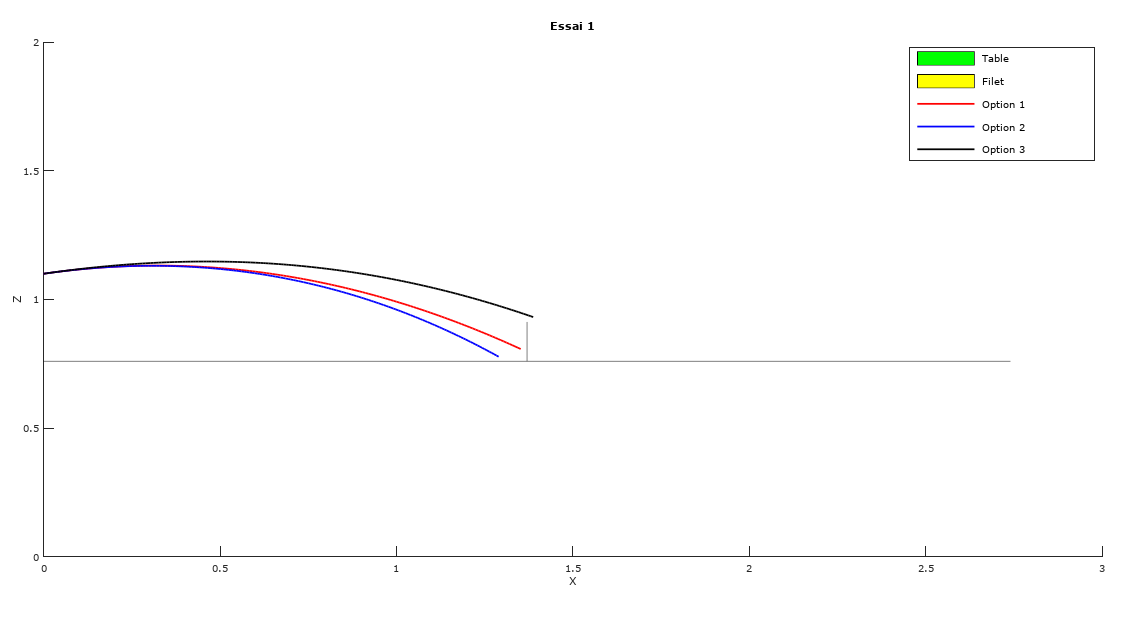 Essai 1
2
1.5
1
0.5
0
Z
0
0.5
1
1.5
2
2.5
3
X
Table
Filet
Option 1
Option 2
Option 3